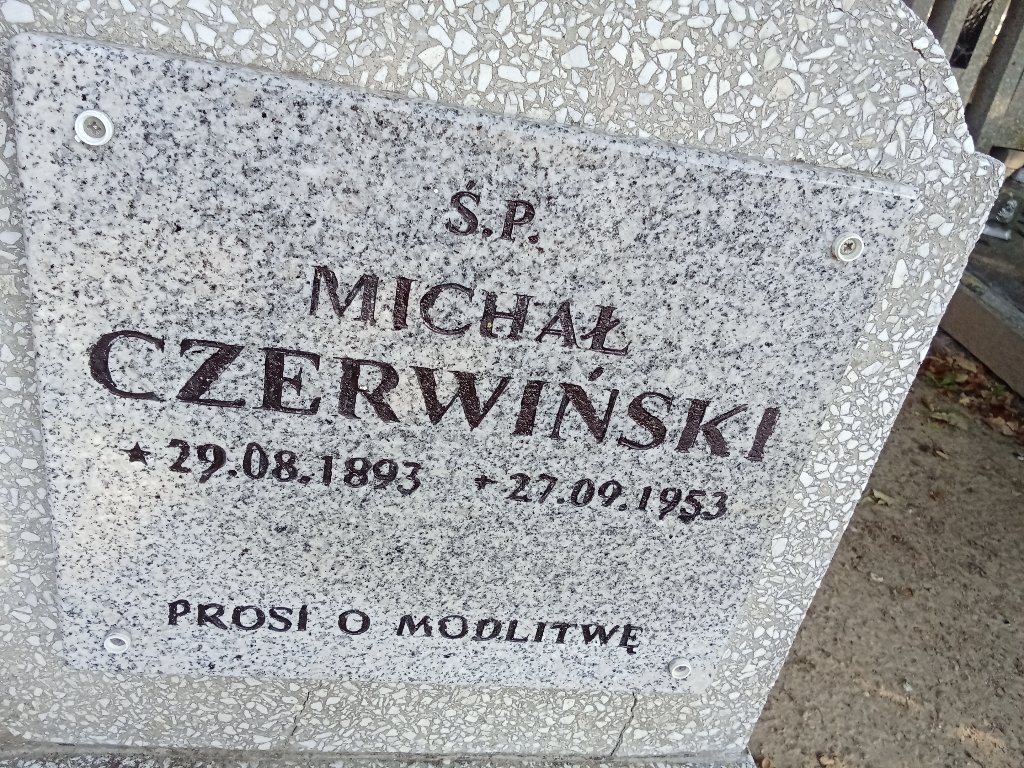 Ś.P.
MICHAŁ
CZERWIŃSKI
★ 29.08.1893 + 27.09.1953
PROSI O MODLITWĘ